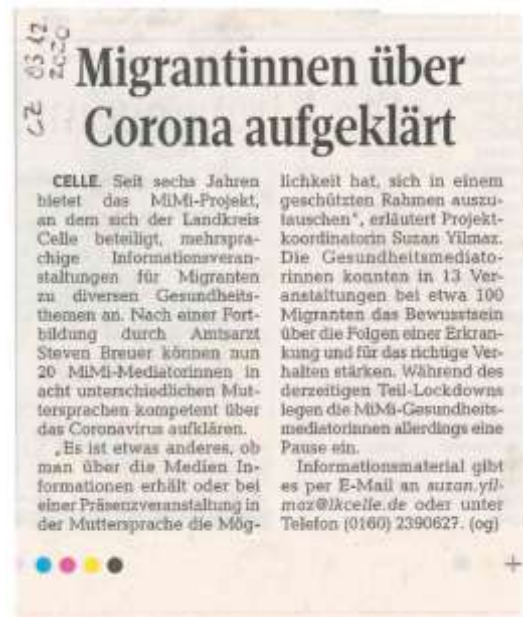 CZ 03.12
2020
Migrantinnen über
Corona aufgeklärt
CELLE. Seit sechs Jahren
bietet das MiMi-Projekt,
an dem sich der Landkreis
Celle beteiligt, mehrspra-
chige Informationsveran-
staltungen für Migranten
zu diversen Gesundheits-
themen an. Nach einer Fort-
bildung durch Amtsarzt
Steven Breuer können nun
20 MiMi-Mediatorinnen in
acht unterschiedlichen Mut-
tersprachen kompetent über
das Coronavirus aufklären.
„Es ist etwas anderes, ob
man über die Medien In-
formationen erhält oder bei
einer Präsenzveranstaltung in
der Muttersprache die Mög-
lichkeit hat, sich in einem
geschützten Rahmen auszu-
tauschen", erläutert Projekt-
koordinatorin Suzan Yilmaz.
Die Gesundheitsmediato-
rinnen konnten in 13 Ver-
anstaltungen bei etwa 100
Migranten das Bewusstsein
über die Folgen einer Erkran-
kung und für das richtige Ver-
halten stärken. Während des
derzeitigen Teil-Lockdowns
legen die MiMi-Gesundheits-
mediatorinnen allerdings eine
Pause ein.
Informationsmaterial gibt
es per E-Mail an suzan.yil-
maz@lkcelle.de oder unter
Telefon (0160) 2390627. (og)